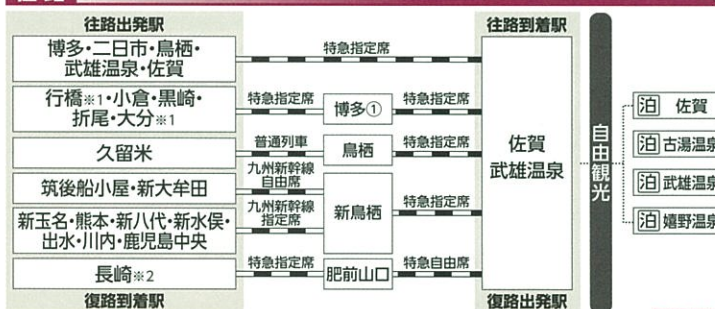 往路出発駅
往路到着駅
博多・二日市・鳥栖・
武雄温泉・佐賀
特急指定席
行橋※1・小倉・黒崎・
折尾・大分※1
特急指定席
博多①
特急指定席
久留米
普通列車
鳥栖
特急指定席
筑後船小屋・新大牟田
九州新幹線
自由席
新玉名・熊本・新八代・新水俣・
出水・川内・鹿児島中央
九州新幹線
指定席
新鳥栖
特急指定席
長崎※2
特急指定席
肥前山口
特急自由席
佐賀
武雄温泉
復路到着駅
復路出発駅
自由観光
泊 佐賀
泊 古湯温泉
泊 武雄温泉
泊 嬉野温泉